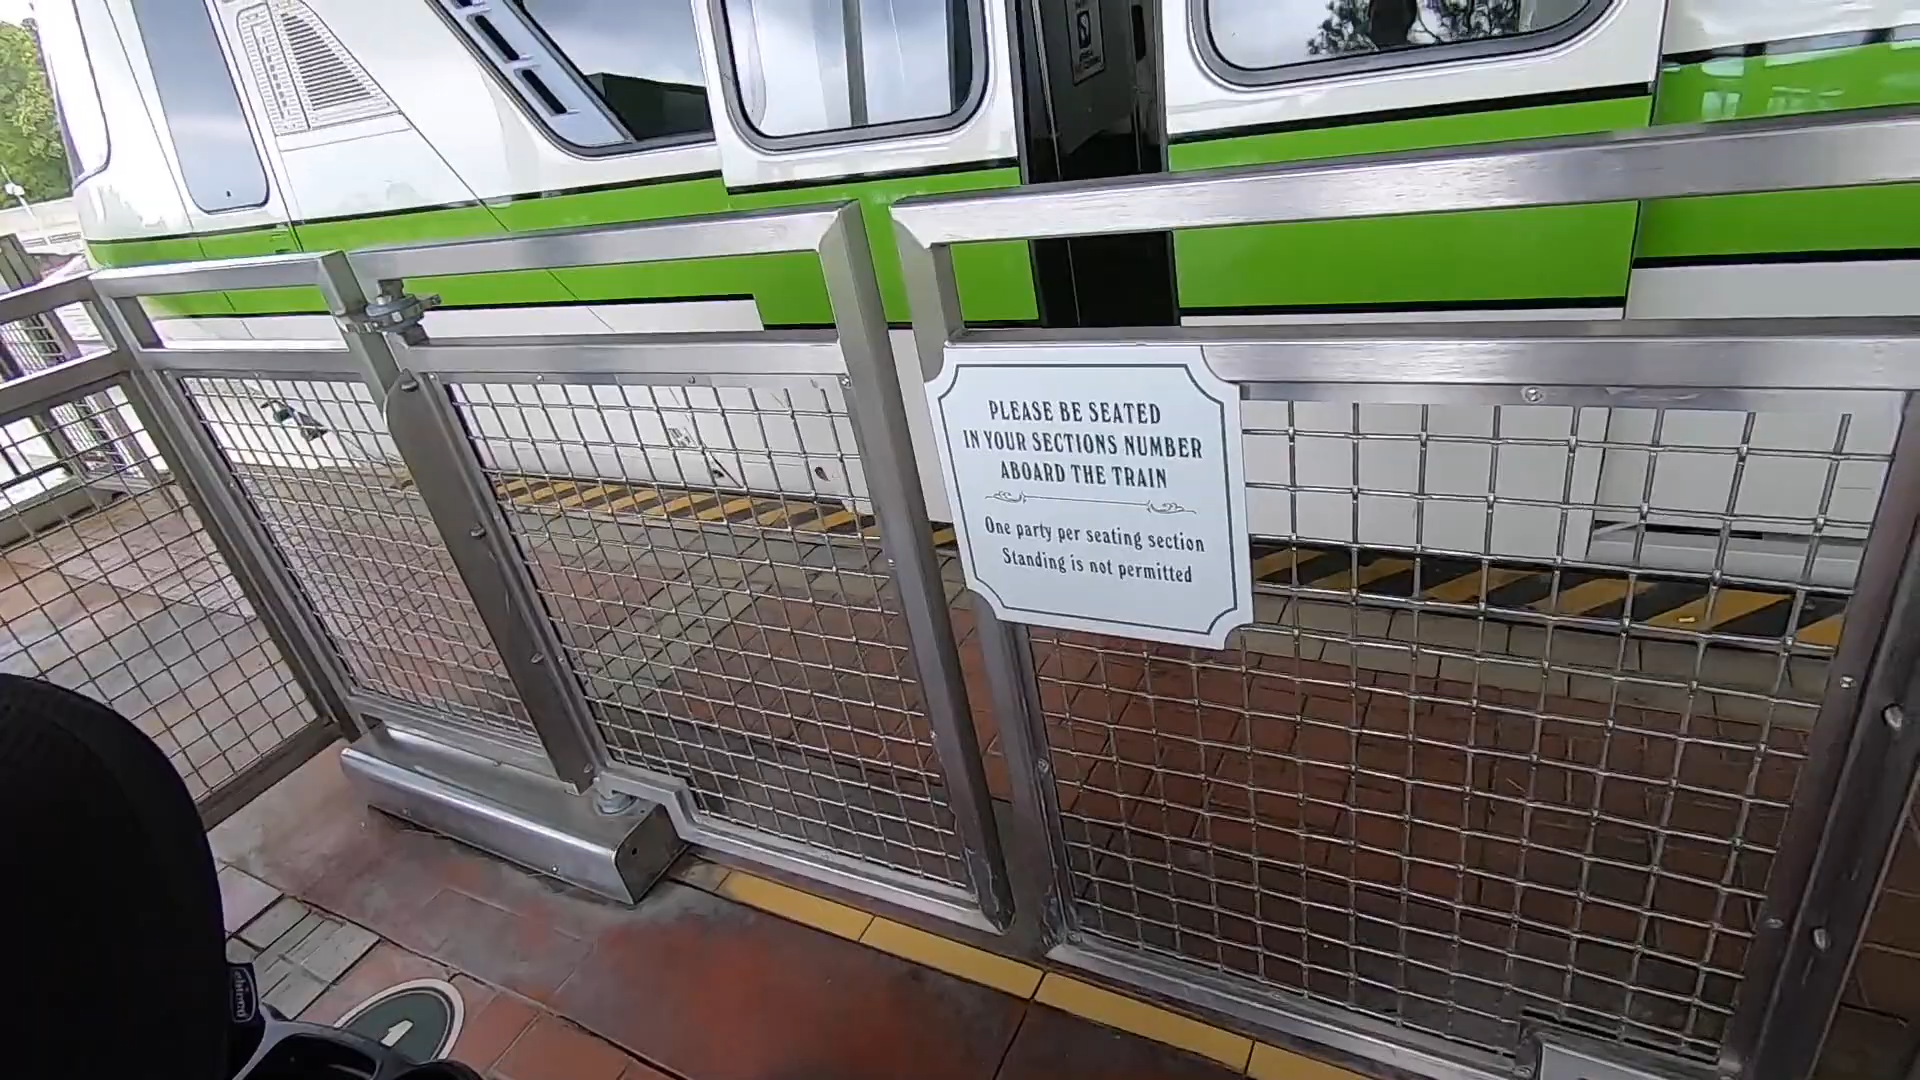 PLEASE BE SEATED
IN YOUR SECTIONS NUMBER
ABOARD THE TRAIN
One party per seating section
Standing is not permitted
1